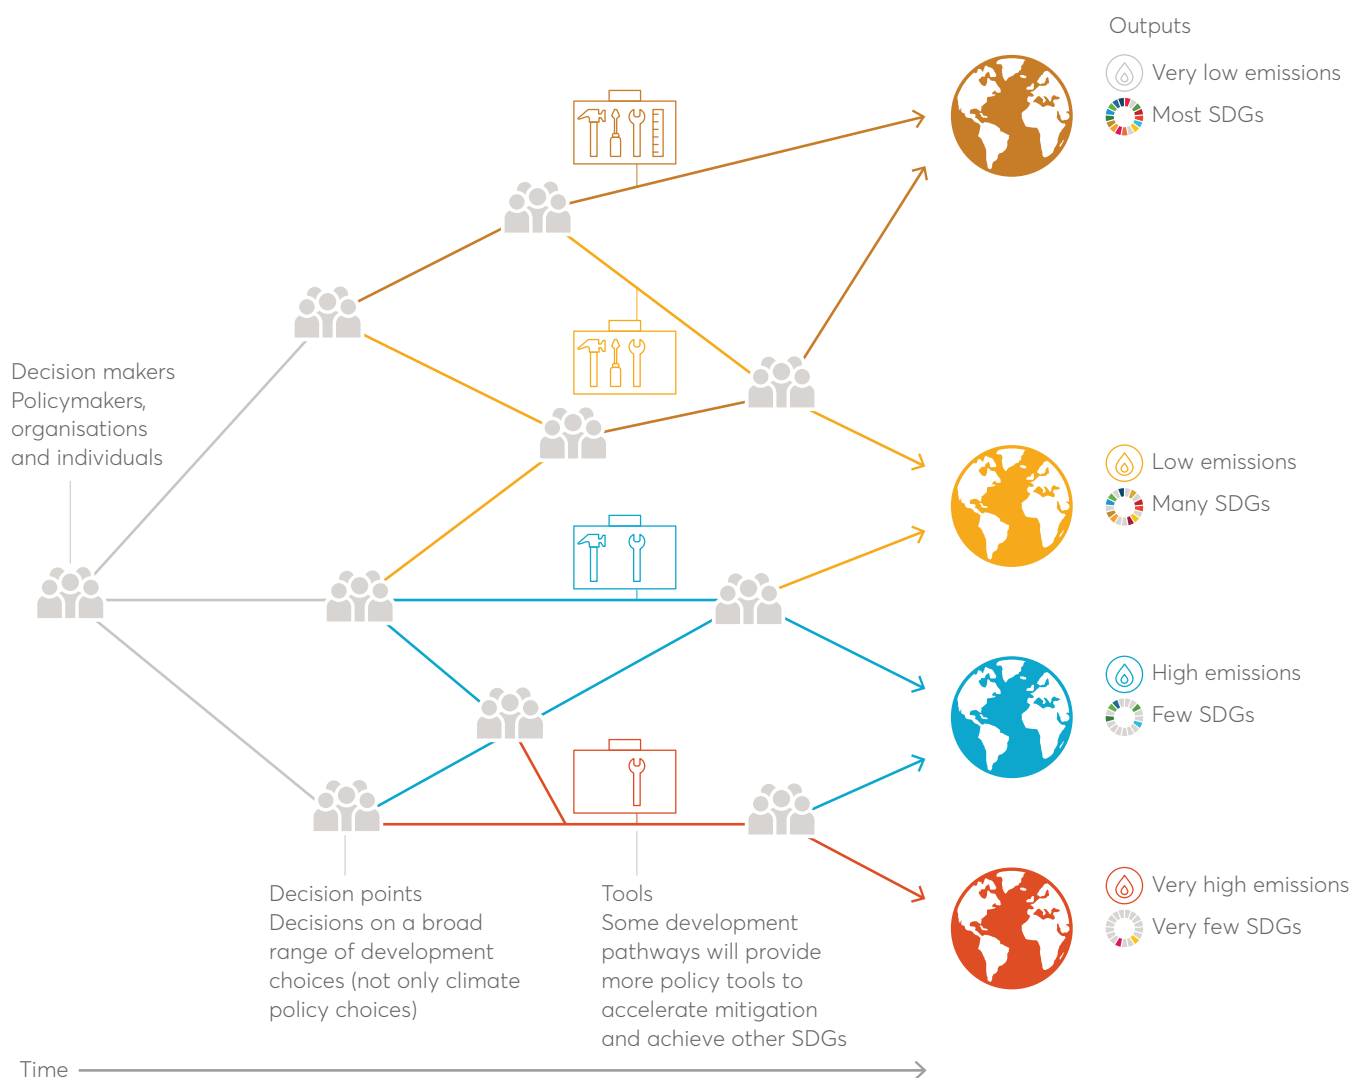 Outputs
Very low emissions
Most SDGs
Decision makers
Policymakers,
organisations
and individuals
Low emissions
Many SDGs
High emissions
Few SDGs
Very high emissions
Very few SDGs
Decision points
Decisions on a broad
range of development
choices (not only climate
policy choices)
Tools
Some development
pathways will provide
more policy tools to
accelerate mitigation
and achieve other SDGs
Time